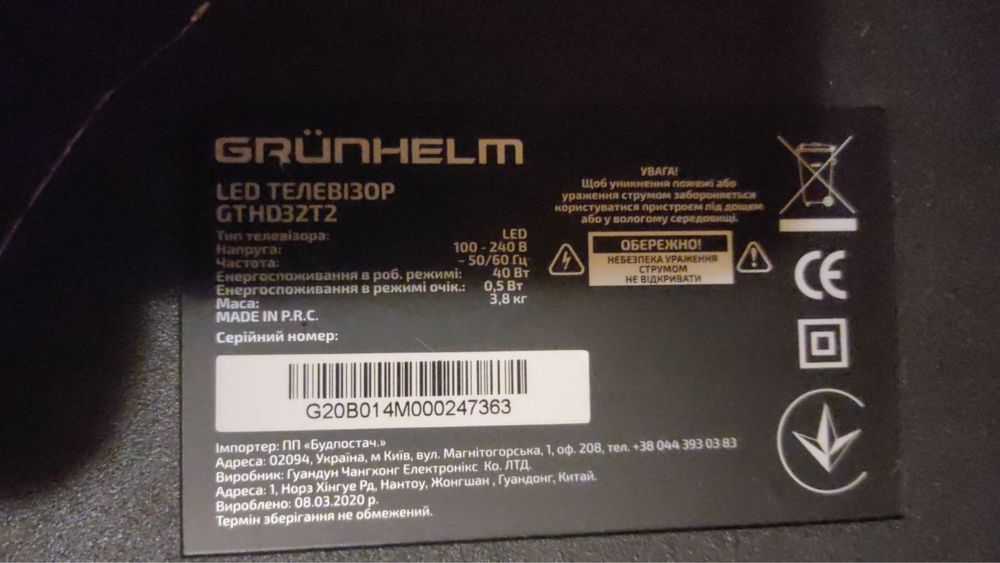 GRÜNHELM
LED ТЕЛЕВІЗОР
GTHD32T2
Тип телевізора: LED
Напруга: 100 - 240 В
Частота: ~ 50/60 Гц
Енергоспоживання в роб. режимі: 40 Вт
Енергоспоживання в режимі очік.: 0,5 Вт
Маса: 3,8 кг
MADE IN P.R.C.
Серійний номер:
G20B014M000247363
УВАГА!
Щоб уникнення пожежі або
ураження струмом забороняється
користуватися пристроєм під дощем
або у вологому середовищі.
ОБЕРЕЖНО!
НЕБЕЗПЕКА УРАЖЕННЯ
СТРУМОМ
НЕ ВІДКРИВАТИ
CE
Імпортер: ПП «Будпостач.»
Адреса: 02094, Україна, м Київ, вул. Магнітогорська, 1, оф. 208, тел. +38 044 393 03 83
Виробник: Гуандун Чангхонг Електронікс Ко. ЛТД.
Адреса: 1, Норз Хінгуе Рд, Нантоу, Жонгшан , Гуандонг, Китай.
Вироблено: 08.03.2020 р.
Термін зберігання не обмежений.